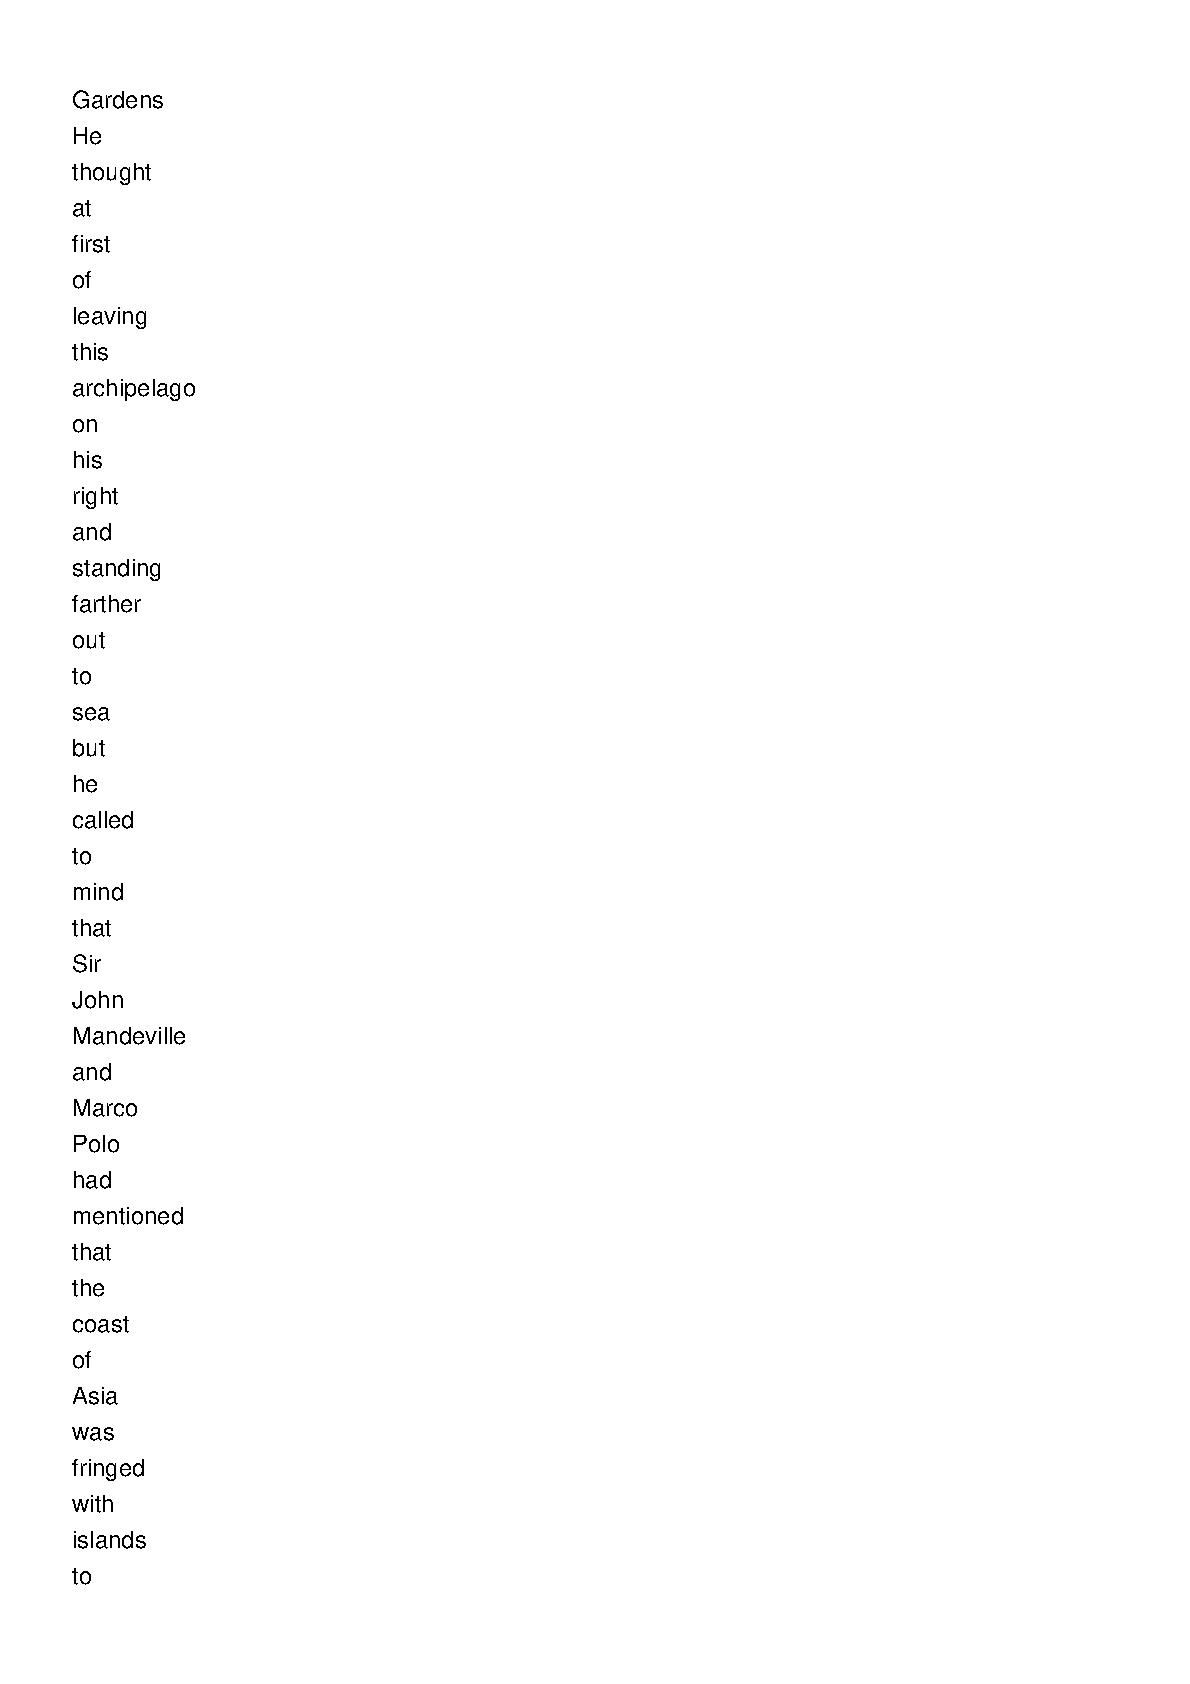 Gardens
He
thought
at
first
of
leaving
this
archipelago
on
his
right
and
standing
farther
out
to
sea
but
he
called
to
mind
that
Sir
John
Mandeville
and
Marco
Polo
had
mentioned
that
the
coast
of
Asia
was
fringed
with
islands
to